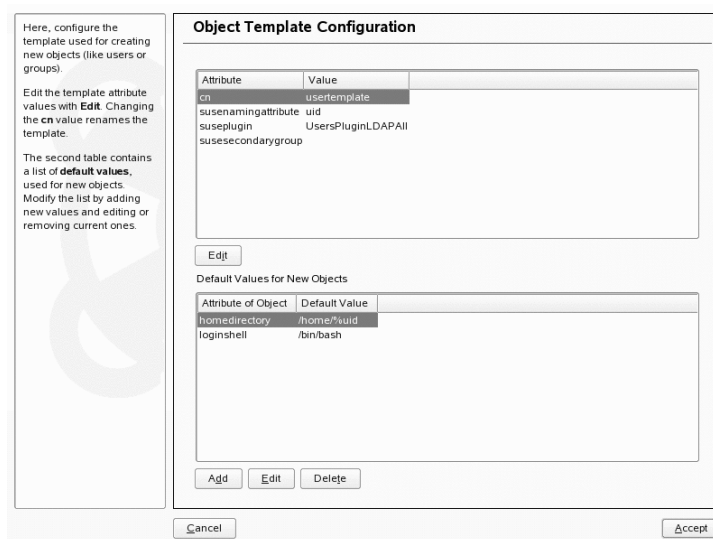 Here, configure the
template used for creating
new objects (like users or
groups).
Edit the template attribute
values with Edit. Changing
the cn value renames the
template.
The second table contains
a list of default values,
used for new objects.
Modify the list by adding
new values and editing or
removing current ones.
Object Template Configuration
Attribute Value
cn usertemplate
susenamingattribute uid
suseplugin UsersPluginLDAPAll
susesecondarygroup
Edit
Default Values for New Objects
Attribute of Object Default Value
homedirectory /home/%uid
loginshell /bin/bash
Add Edit Delete
Cancel Accept